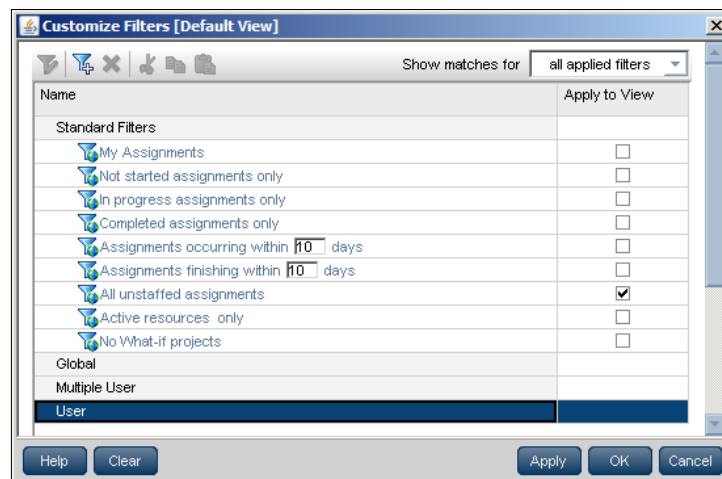 Customize Filters [Default View]
Show matches for all applied filters
Name Apply to View
Standard Filters
My Assignments
Not started assignments only
In progress assignments only
Completed assignments only
Assignments occurring within 10 days
Assignments finishing within 10 days
All unstaffed assignments
Active resources only
No What-if projects
Global
Multiple User
User
Help Clear Apply OK Cancel